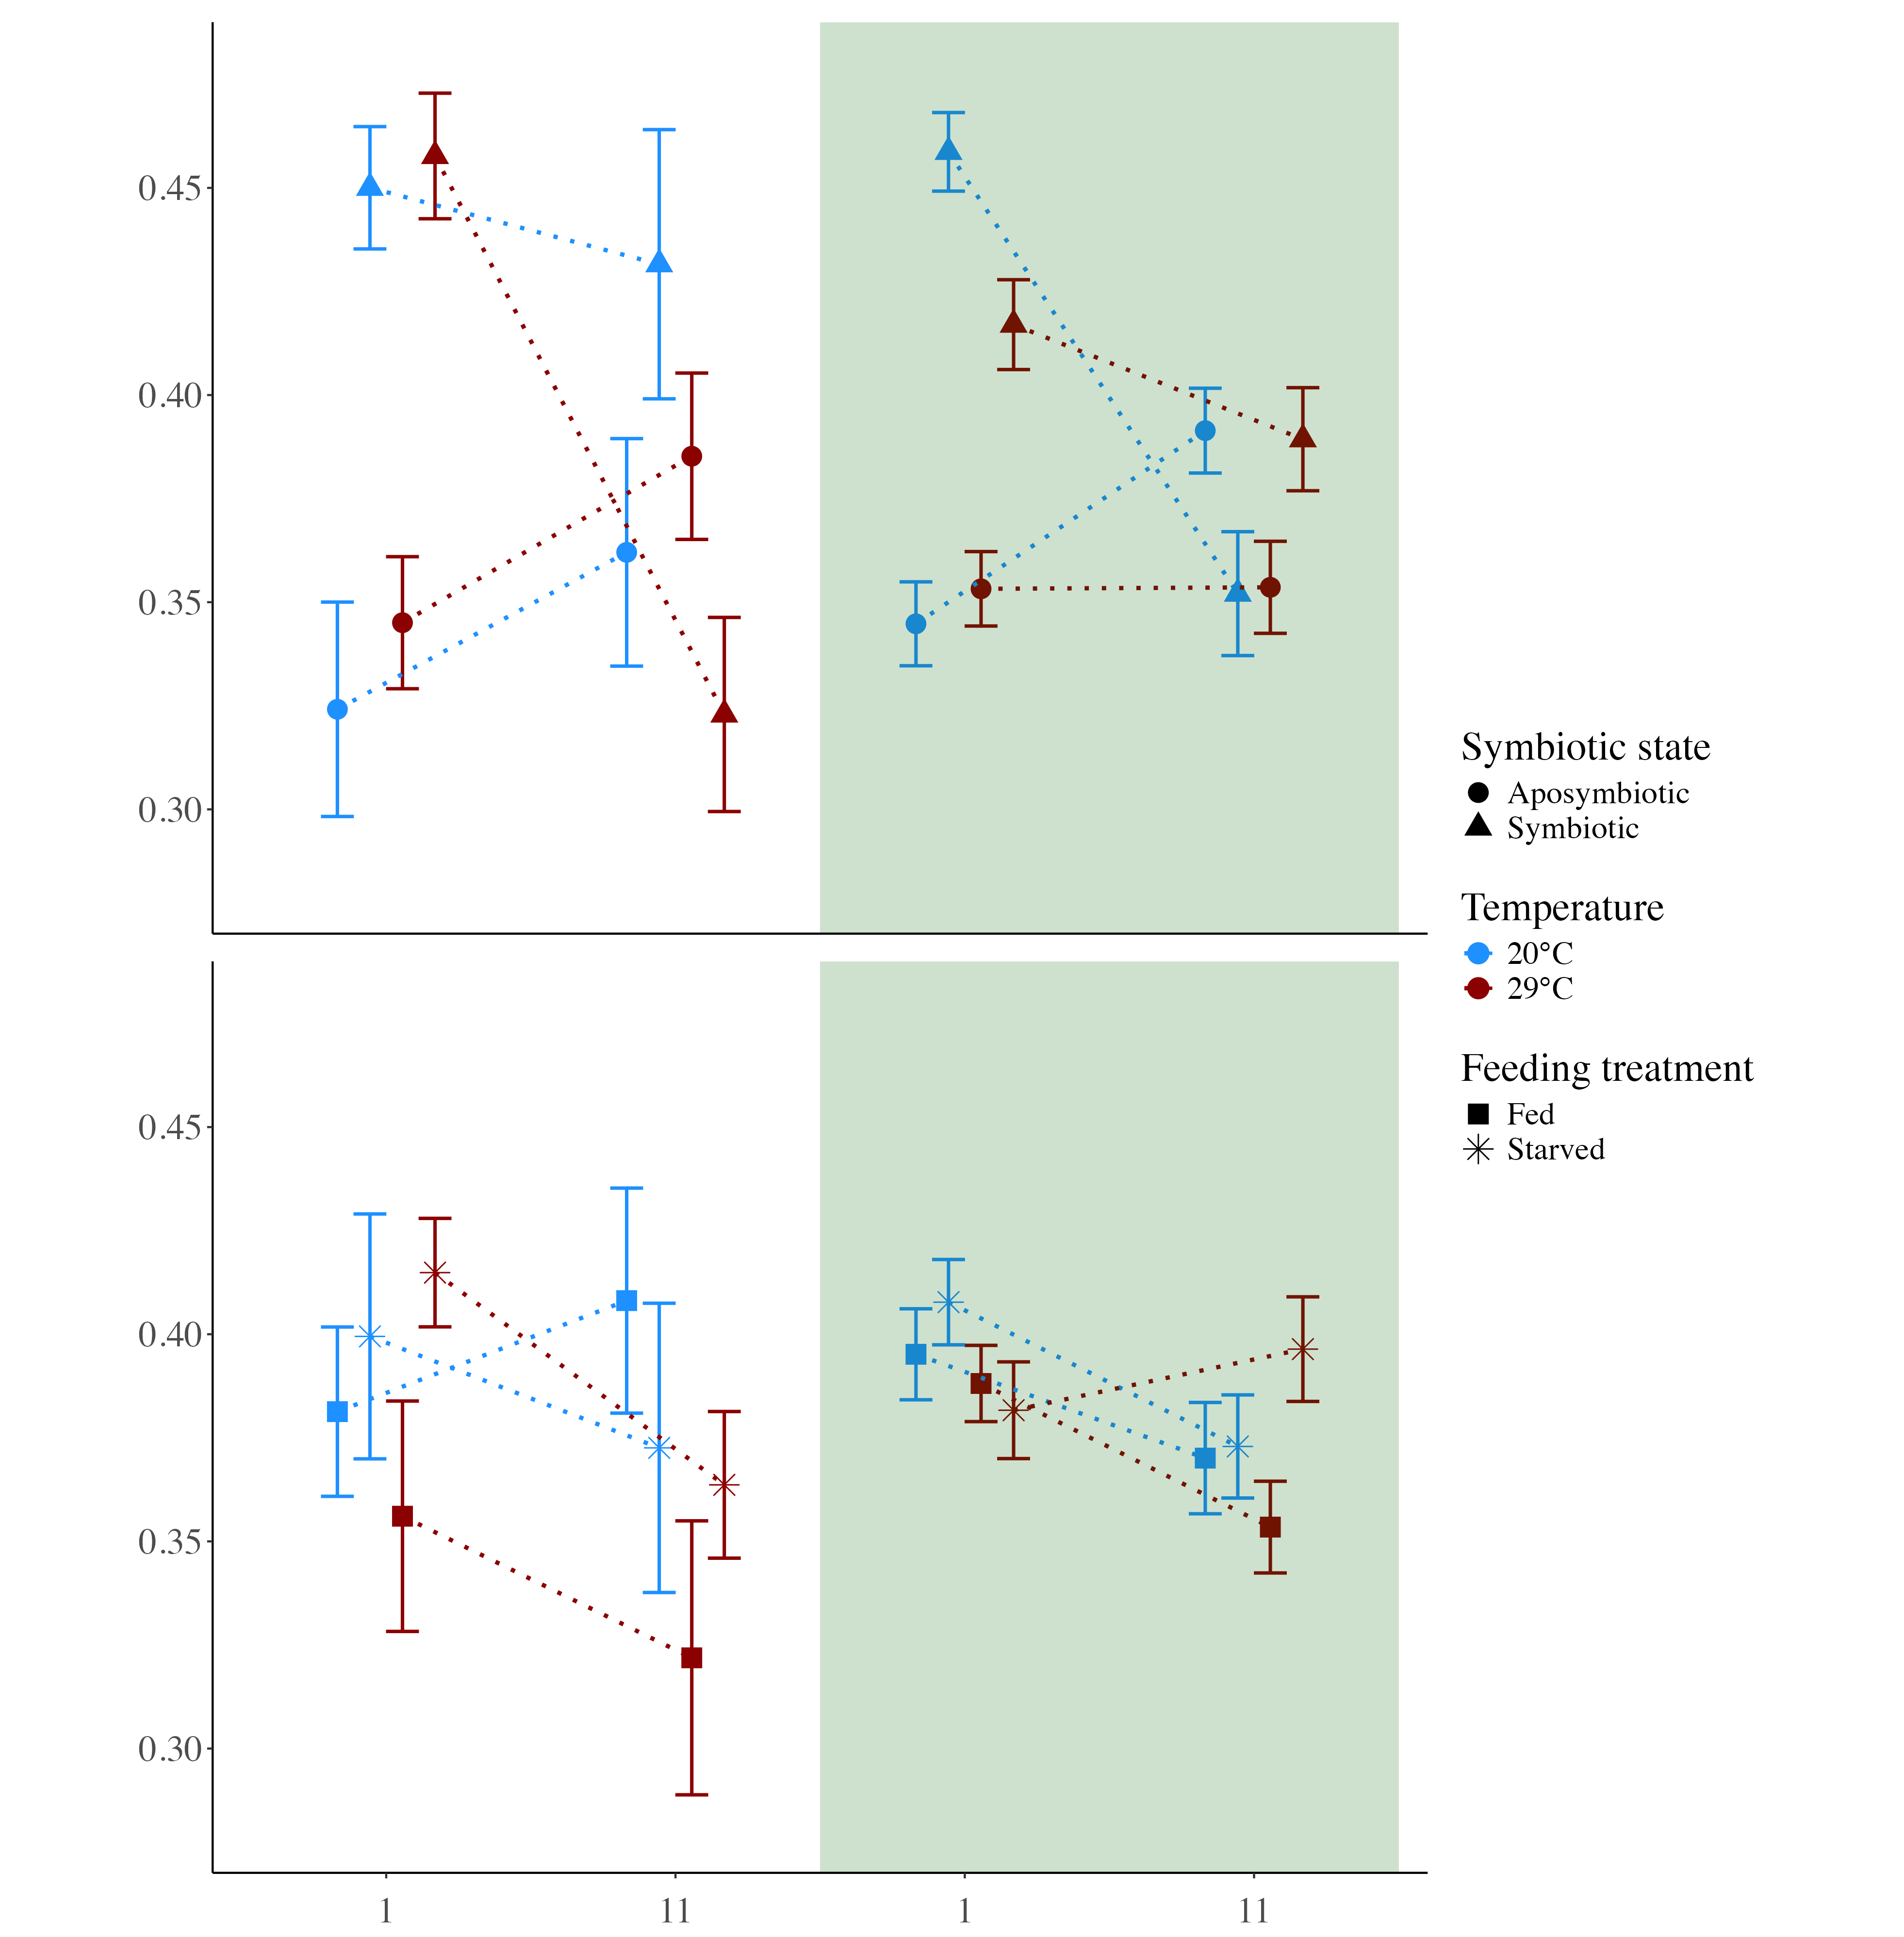 0.45
0.40
0.35
0.30
Symbiotic state
Aposymbiotic
Symbiotic
Temperature
20°C
29°C
Feeding treatment
Fed
Starved
0.45
0.40
0.35
0.30
1 11 1 11